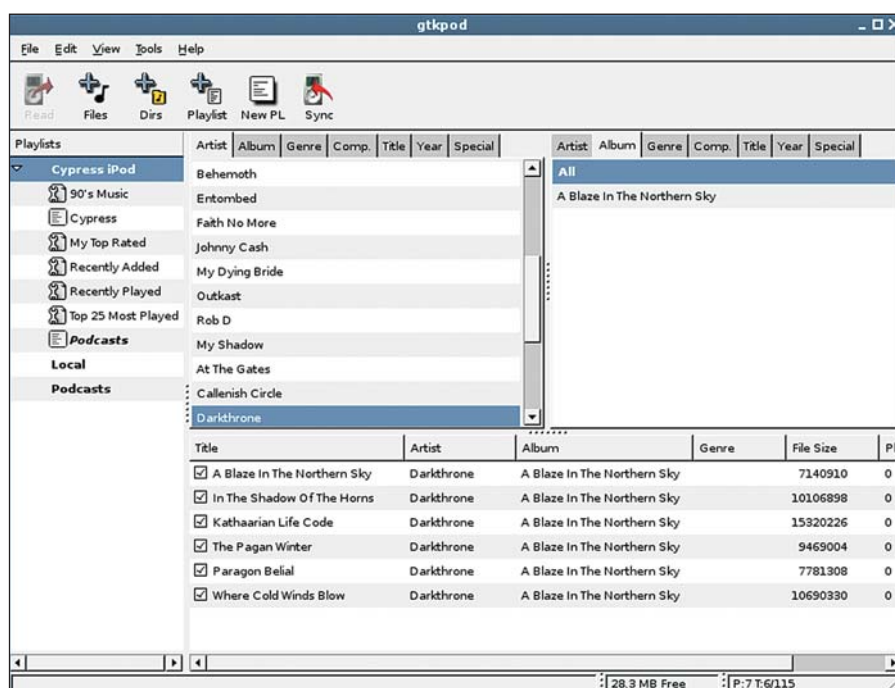 gtkpod
File Edit View Tools Help
Read Files Dirs Playlist New PL Sync
Playlists
Cypress iPod
90's Music
Cypress
My Top Rated
Recently Added
Recently Played
Top 25 Most Played
Podcasts
Local
Podcasts
Artist Album Genre Comp. Title Year Special
Behemoth
Entombed
Faith No More
Johnny Cash
My Dying Bride
Outkast
Rob D
My Shadow
At The Gates
Callenish Circle
Darkthrone
Artist Album Genre Comp. Title Year Special
All
A Blaze In The Northern Sky
Title Artist Album Genre File Size Pl
A Blaze In The Northern Sky Darkthrone A Blaze In The Northern Sky 7140910 0
In The Shadow Of The Horns Darkthrone A Blaze In The Northern Sky 10106898 0
Kathaarian Life Code Darkthrone A Blaze In The Northern Sky 15320226 0
The Pagan Winter Darkthrone A Blaze In The Northern Sky 9469004 0
Paragon Belial Darkthrone A Blaze In The Northern Sky 7781308 0
Where Cold Winds Blow Darkthrone A Blaze In The Northern Sky 10690330 0
28.3 MB Free P:7 T:6/115